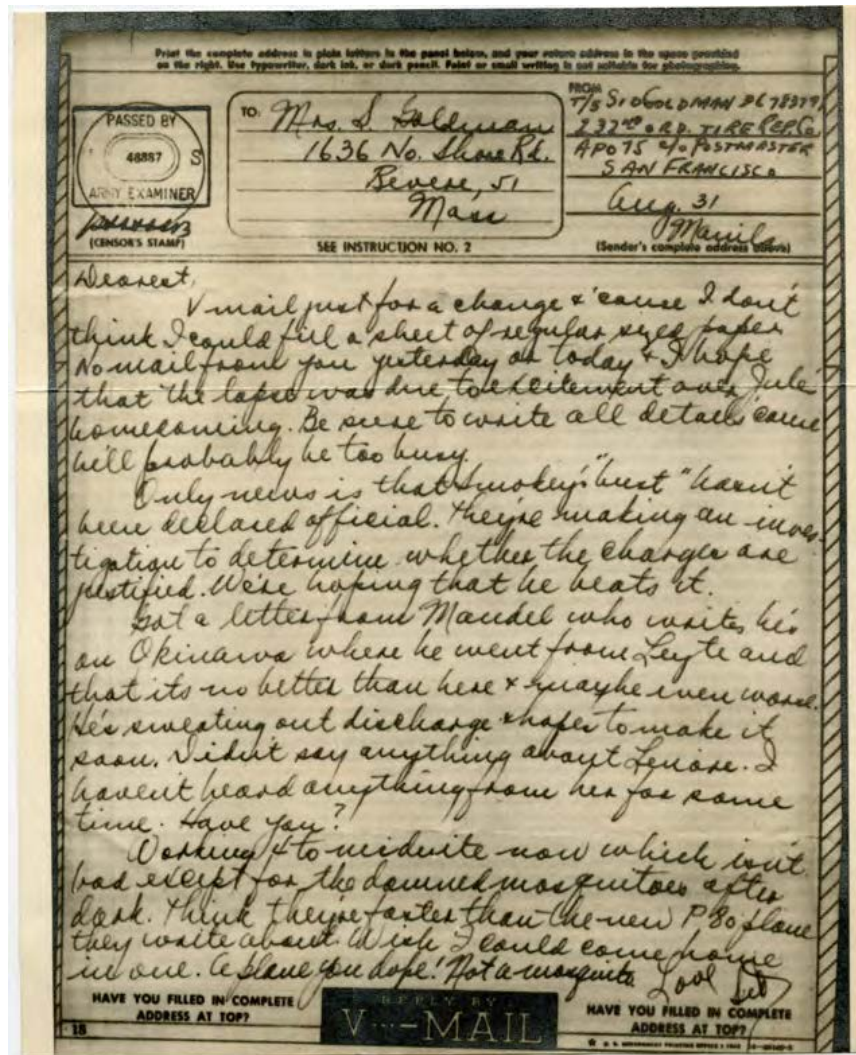 Print the complete address in plain letters in the panel below, and your return address in the space provided
on the right. Use typewriter, dark ink, or dark pencil. Faint or small writing is not suitable for photographing.
PASSED BY
46887 S
ARMY EXAMINER
(CENSOR'S STAMP)
TO:
Mrs. S. Goldman
1636 No. Shore Rd.
Revere, 51
Mass
SEE INSTRUCTION NO. 2
FROM
T/5 Sid GOLDMAN
232nd ORD. TIRE REP. Co
APO 75 c/o POSTMASTER
SAN FRANCISCO
Aug. 31
Manila
(Sender's complete address above)
Dearest,
V mail just for a change & 'cause I don't
think I could fill a sheet of regular sized paper
No mail from you yesterday or today & I hope
that the lapse was due to excitement over Jule's
homecoming. Be sure to write all details cause
he'll probably be too busy.
Only news is that Smokey's "bust" hasn't
been declared official. They're making an inves-
tigation to determine whether the charges are
justified. We're hoping that he beats it.
Got a letter from Mandel who writes he's
on Okinawa where he went from Leyte and
that its no better than here & maybe even worse.
He's sweating out discharge & hopes to make it
soon. Didn't say anything about Lenore. I
haven't heard anything from her for some
time. Have you?
Working 4 to midnite now which isn't
bad except for the damned mosquitoes after
dark. Think they're faster than the new P 80 plane
they write about. Wish I could come home
in one. A plane you dope! Not a mosquito Love Sid
HAVE YOU FILLED IN COMPLETE
ADDRESS AT TOP?
REPLY BY
V···—MAIL
HAVE YOU FILLED IN COMPLETE
ADDRESS AT TOP?
18